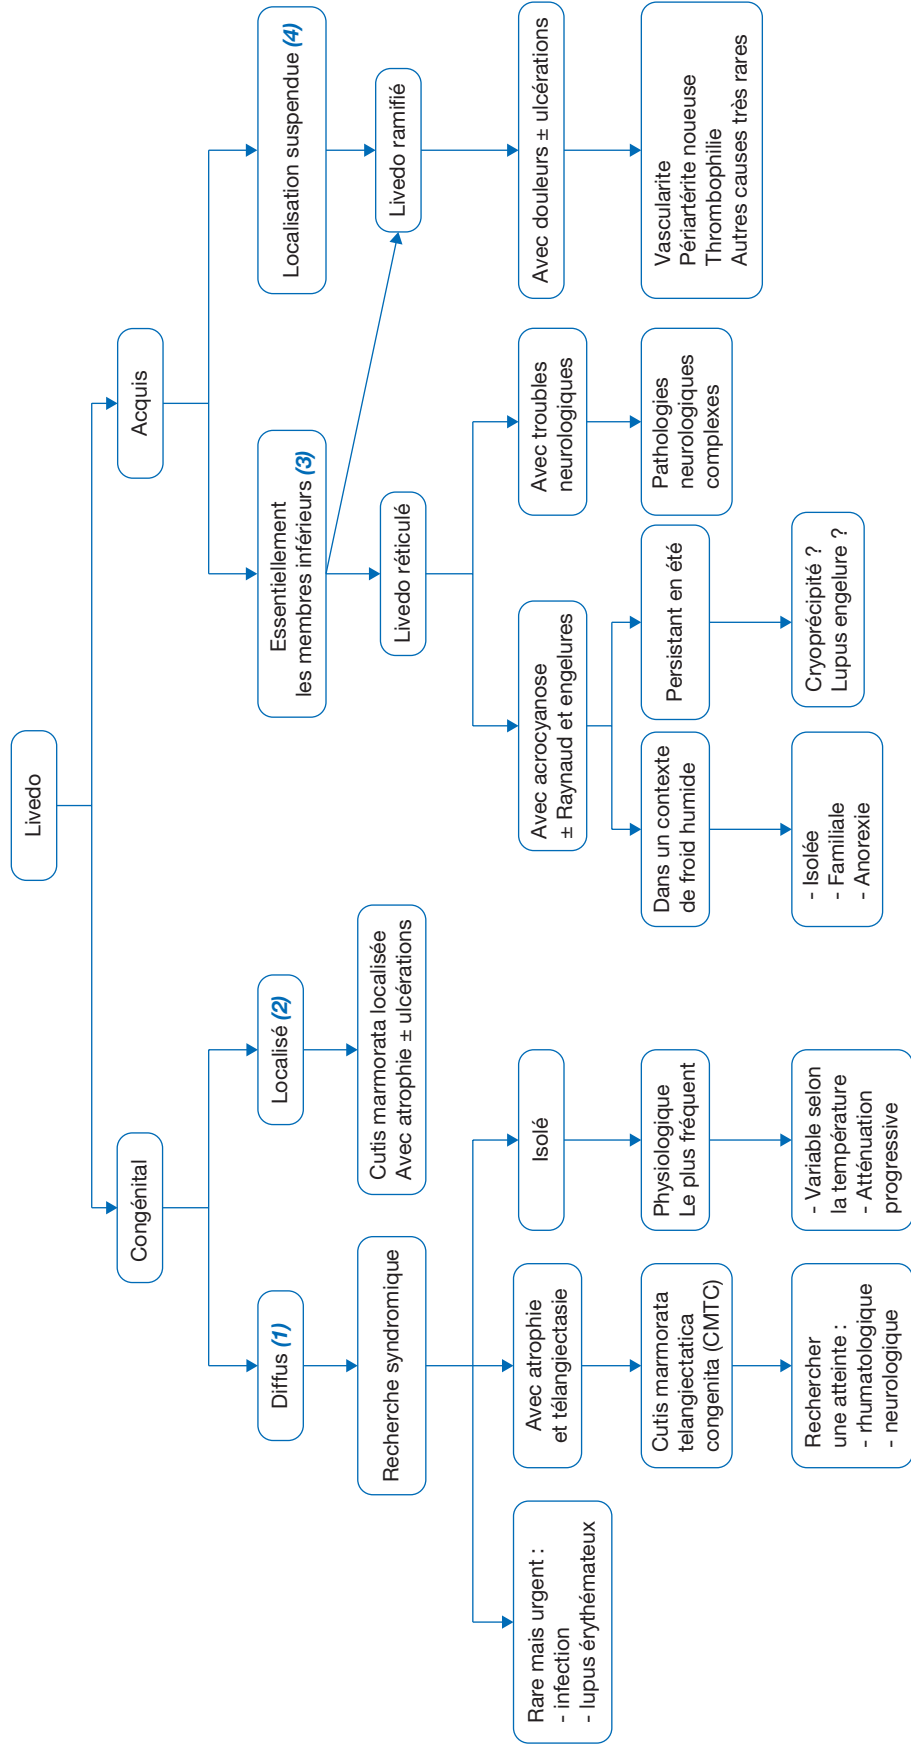 Livedo
Congénital
Acquis
Diffus (1)
Localisé (2)
Essentiellement
les membres inférieurs (3)
Localisation suspendue (4)
Recherche syndromique
Cutis marmorata localisée
Avec atrophie ± ulcérations
Livedo réticulé
Livedo ramifié
Rare mais urgent :
- infection
- lupus érythémateux
Avec atrophie
et télangiectasie
Isolé
Avec acrocyanose
± Raynaud et engelures
Avec troubles
neurologiques
Avec douleurs ± ulcérations
Cutis marmorata
telangiectatica
congenita (CMTC)
Physiologique
Le plus fréquent
Dans un contexte
de froid humide
Persistant en été
Pathologies
neurologiques
complexes
Vascularite
Périartérite noueuse
Thrombophilie
Autres causes très rares
Rechercher
une atteinte :
- rhumatologique
- neurologique
- Variable selon
la température
- Atténuation
progressive
- Isolée
- Familiale
- Anorexie
Cryoprécipité ?
Lupus engelure ?